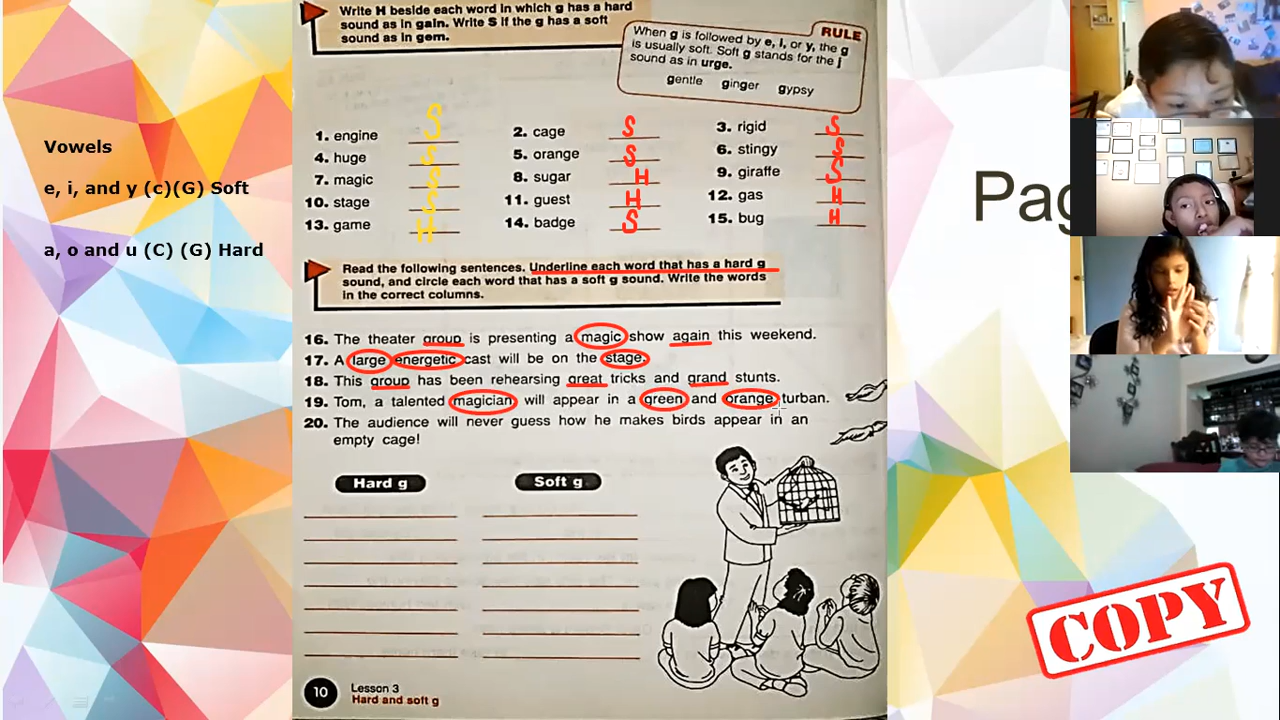 Write H beside each word in which g has a hard
sound as in gain. Write S if the g has a soft
sound as in gem.
RULE
When g is followed by e, i, or y, the g
is usually soft. Soft g stands for the j
sound as in urge.
gentle ginger gypsy
Vowels
e, i, and y (c)(G) Soft
a, o and u (C) (G) Hard
Pag
1. engine S 2. cage S 3. rigid S
4. huge S 5. orange S 6. stingy S
7. magic S 8. sugar H 9. giraffe S
10. stage S 11. guest H 12. gas H
13. game H 14. badge S 15. bug H
Read the following sentences. Underline each word that has a hard g
sound, and circle each word that has a soft g sound. Write the words
in the correct columns.
16. The theater group is presenting a magic show again this weekend.
17. A large energetic cast will be on the stage.
18. This group has been rehearsing great tricks and grand stunts.
19. Tom, a talented magician will appear in a green and orange turban.
20. The audience will never guess how he makes birds appear in an
empty cage!
Hard g Soft g
COPY
10 Lesson 3
Hard and soft g